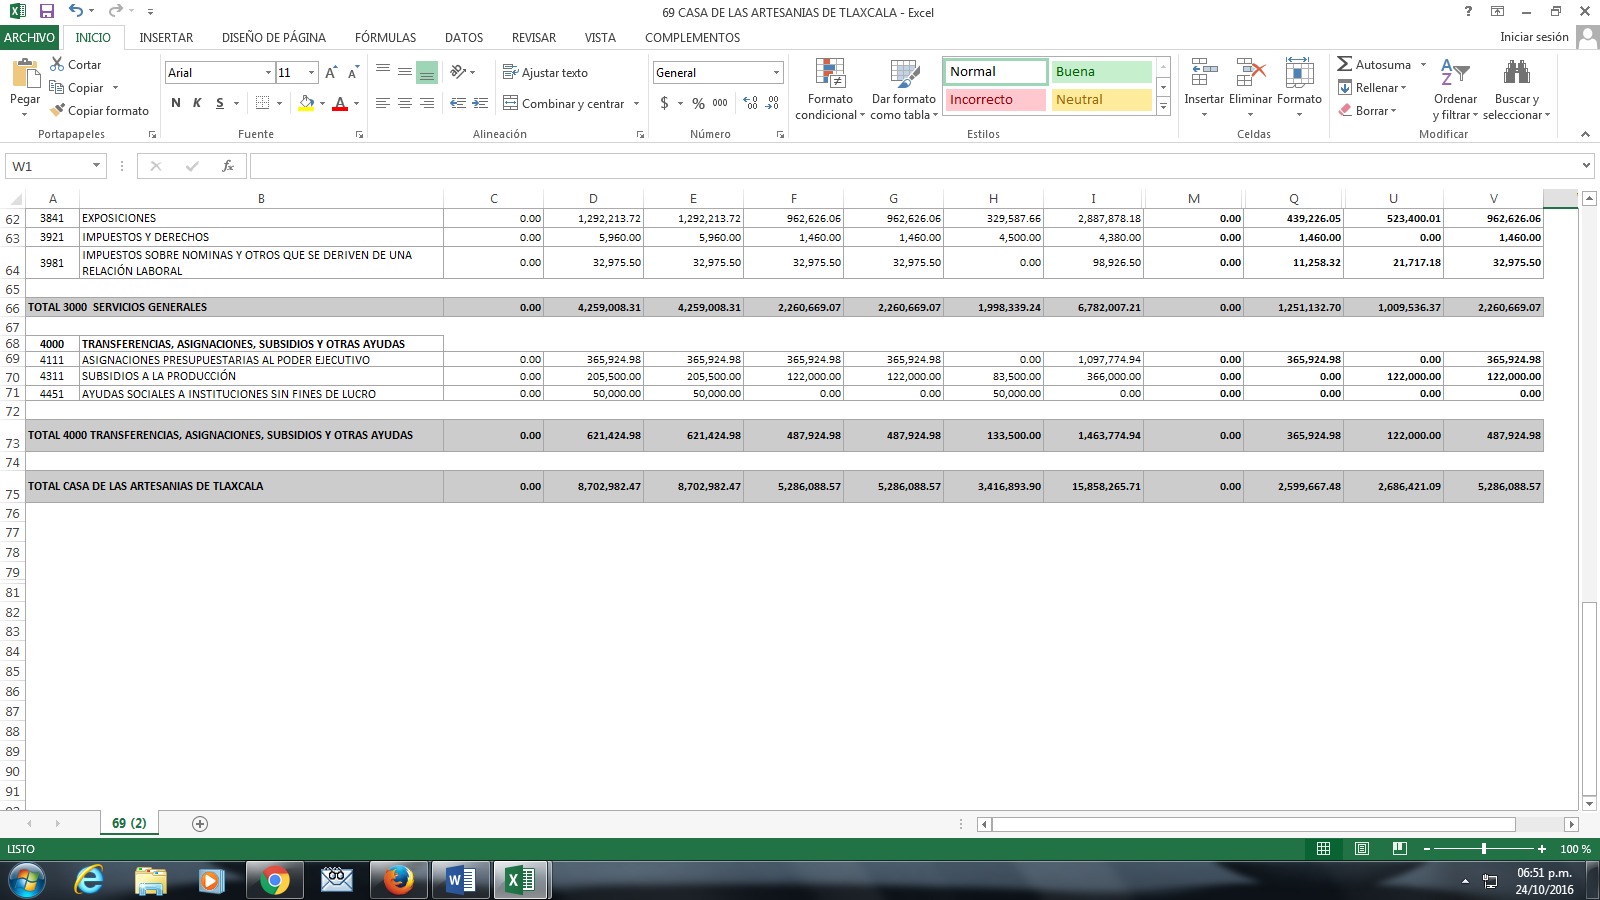 69 CASA DE LAS ARTESANIAS DE TLAXCALA - Excel
ARCHIVO INICIO INSERTAR DISEÑO DE PÁGINA FÓRMULAS DATOS REVISAR VISTA COMPLEMENTOS Iniciar sesión
Pegar Cortar Copiar Copiar formato Portapapeles
Arial 11 N K S Fuente
Ajustar texto Combinar y centrar Alineación
General $ % 000 Número
Formato condicional Dar formato como tabla Normal Buena Incorrecto Neutral Estilos
Insertar Eliminar Formato Celdas
Autosuma Rellenar Borrar Ordenar y filtrar Buscar y seleccionar Modificar
W1 fx
A B C D E F G H I M Q U V
62 3841 EXPOSICIONES 0.00 1,292,213.72 1,292,213.72 962,626.06 962,626.06 329,587.66 2,887,878.18 0.00 439,226.05 523,400.01 962,626.06
63 3921 IMPUESTOS Y DERECHOS 0.00 5,960.00 5,960.00 1,460.00 1,460.00 4,500.00 4,380.00 0.00 1,460.00 0.00 1,460.00
64 3981 IMPUESTOS SOBRE NOMINAS Y OTROS QUE SE DERIVEN DE UNA RELACIÓN LABORAL 0.00 32,975.50 32,975.50 32,975.50 32,975.50 0.00 98,926.50 0.00 11,258.32 21,717.18 32,975.50
65
66 TOTAL 3000 SERVICIOS GENERALES 0.00 4,259,008.31 4,259,008.31 2,260,669.07 2,260,669.07 1,998,339.24 6,782,007.21 0.00 1,251,132.70 1,009,536.37 2,260,669.07
67
68 4000 TRANSFERENCIAS, ASIGNACIONES, SUBSIDIOS Y OTRAS AYUDAS
69 4111 ASIGNACIONES PRESUPUESTARIAS AL PODER EJECUTIVO 0.00 365,924.98 365,924.98 365,924.98 365,924.98 0.00 1,097,774.94 0.00 365,924.98 0.00 365,924.98
70 4311 SUBSIDIOS A LA PRODUCCIÓN 0.00 205,500.00 205,500.00 122,000.00 122,000.00 83,500.00 366,000.00 0.00 0.00 122,000.00 122,000.00
71 4451 AYUDAS SOCIALES A INSTITUCIONES SIN FINES DE LUCRO 0.00 50,000.00 50,000.00 0.00 0.00 50,000.00 0.00 0.00 0.00 0.00 0.00
72
73 TOTAL 4000 TRANSFERENCIAS, ASIGNACIONES, SUBSIDIOS Y OTRAS AYUDAS 0.00 621,424.98 621,424.98 487,924.98 487,924.98 133,500.00 1,463,774.94 0.00 365,924.98 122,000.00 487,924.98
74
75 TOTAL CASA DE LAS ARTESANIAS DE TLAXCALA 0.00 8,702,982.47 8,702,982.47 5,286,088.57 5,286,088.57 3,416,893.90 15,858,265.71 0.00 2,599,667.48 2,686,421.09 5,286,088.57
76
77
78
79
81
82
83
84
85
86
87
88
89
90
91
69 (2)
LISTO 100 %
06:51 p.m.
24/10/2016